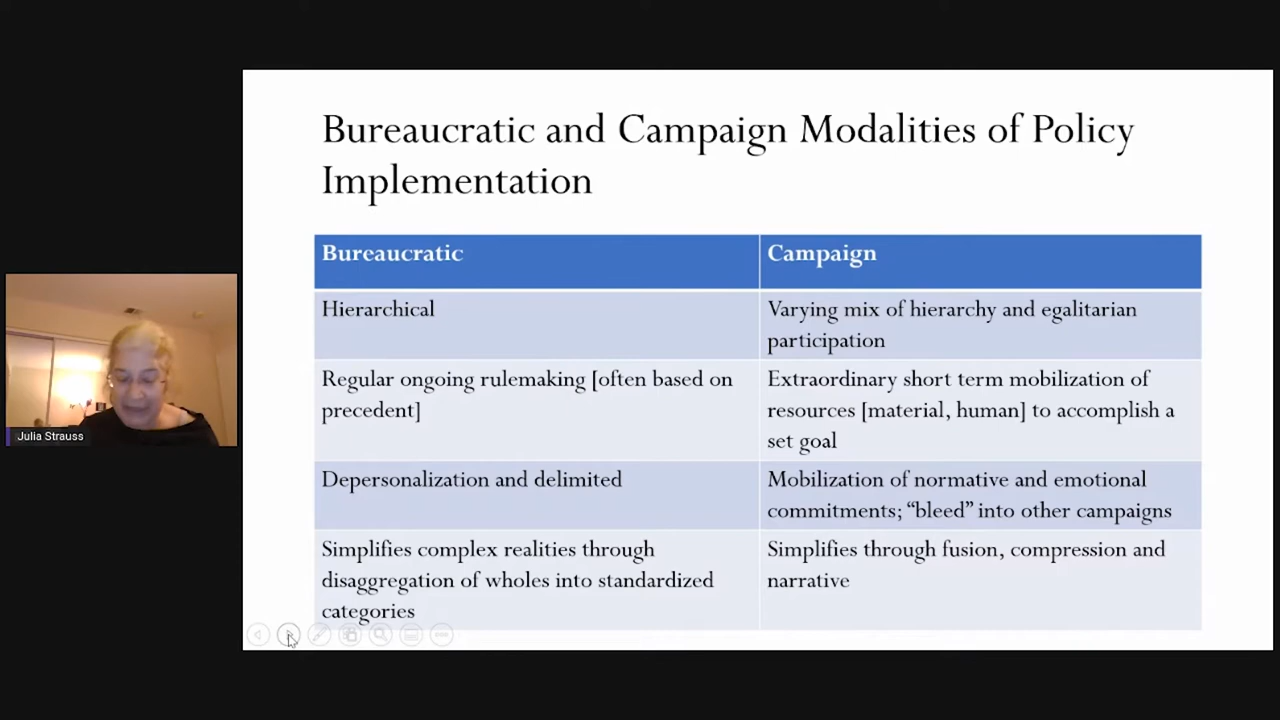 Bureaucratic and Campaign Modalities of Policy
Implementation
Bureaucratic
Campaign
Hierarchical
Varying mix of hierarchy and egalitarian
participation
Regular ongoing rulemaking [often based on
precedent]
Extraordinary short term mobilization of
resources [material, human] to accomplish a
set goal
Depersonalization and delimited
Mobilization of normative and emotional
commitments; “bleed” into other campaigns
Simplifies complex realities through
disaggregation of wholes into standardized
categories
Simplifies through fusion, compression and
narrative
Julia Strauss